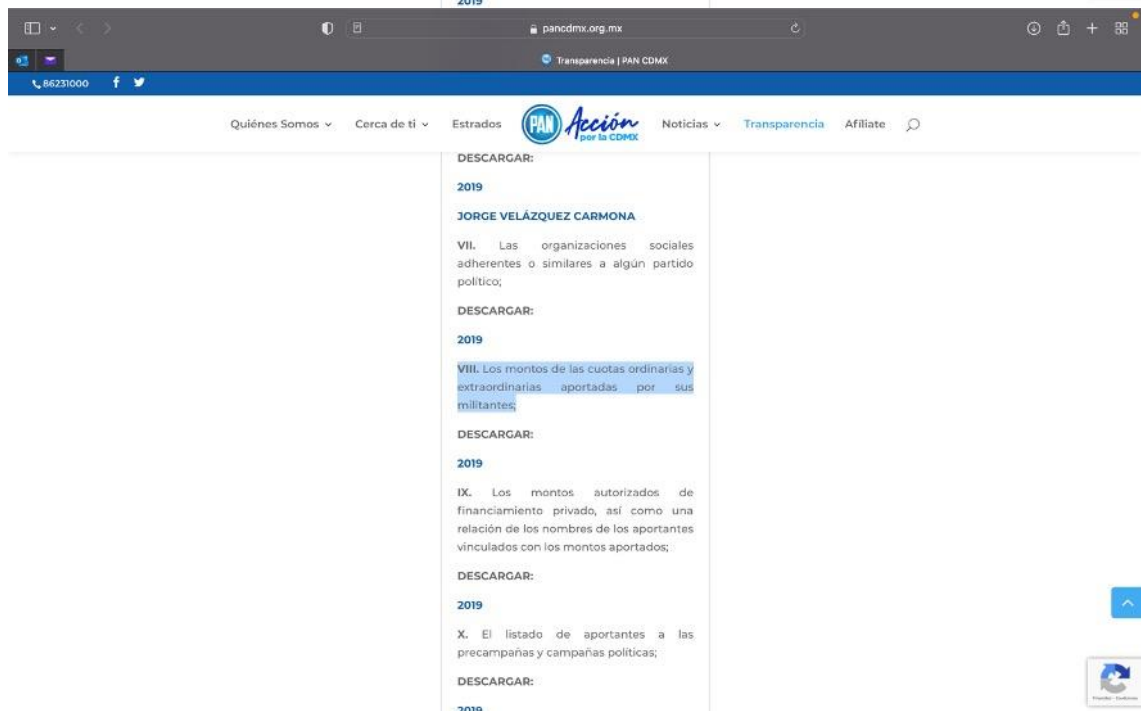 2019
pancdmx.org.mx
Transparencia | PAN CDMX
86231000
Quiénes Somos Cerca de ti Estrados PAN Acción por la CDMX Noticias Transparencia Afíliate
DESCARGAR:
2019
JORGE VELÁZQUEZ CARMONA
VII. Las organizaciones sociales
adherentes o similares a algún partido
político;
DESCARGAR:
2019
VIII. Los montos de las cuotas ordinarias y
extraordinarias aportadas por sus
militantes;
DESCARGAR:
2019
IX. Los montos autorizados de
financiamiento privado, así como una
relación de los nombres de los aportantes
vinculados con los montos aportados;
DESCARGAR:
2019
X. El listado de aportantes a las
precampañas y campañas políticas;
DESCARGAR:
2019